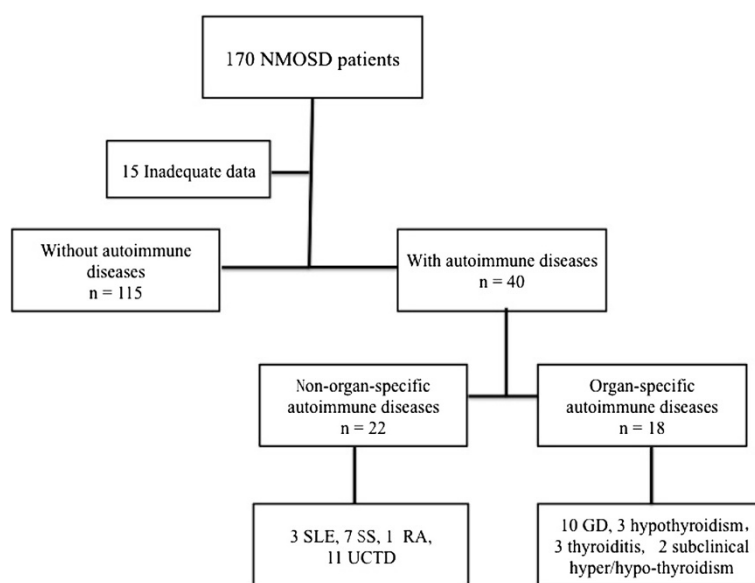 170 NMOSD patients
15 Inadequate data
Without autoimmune
diseases
n = 115
With autoimmune diseases
n = 40
Non-organ-specific
autoimmune diseases
n = 22
Organ-specific
autoimmune diseases
n = 18
3 SLE, 7 SS, 1 RA,
11 UCTD
10 GD, 3 hypothyroidism,
3 thyroiditis, 2 subclinical
hyper/hypo-thyroidism